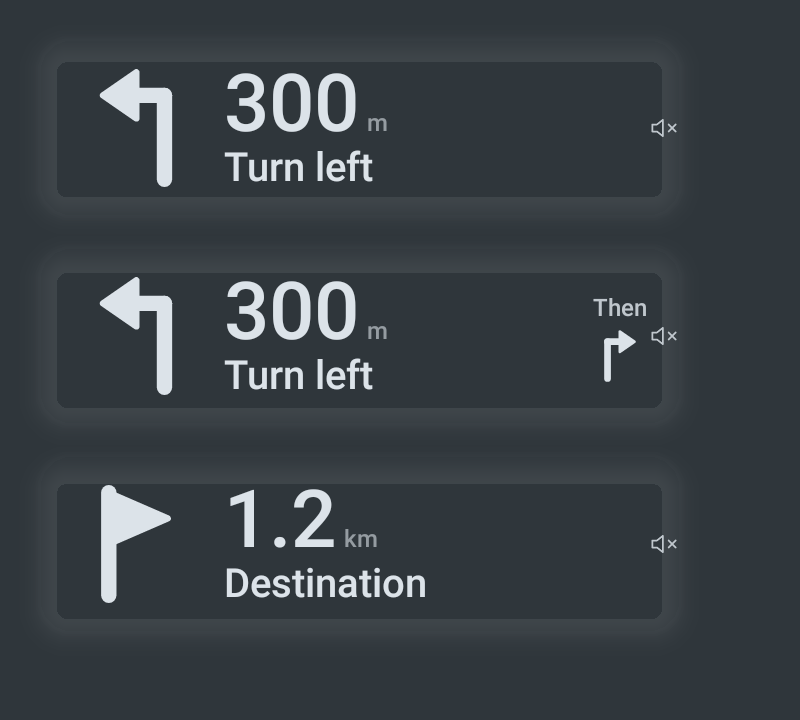 300 m
Turn left
300 m
Turn left
Then
1.2 km
Destination